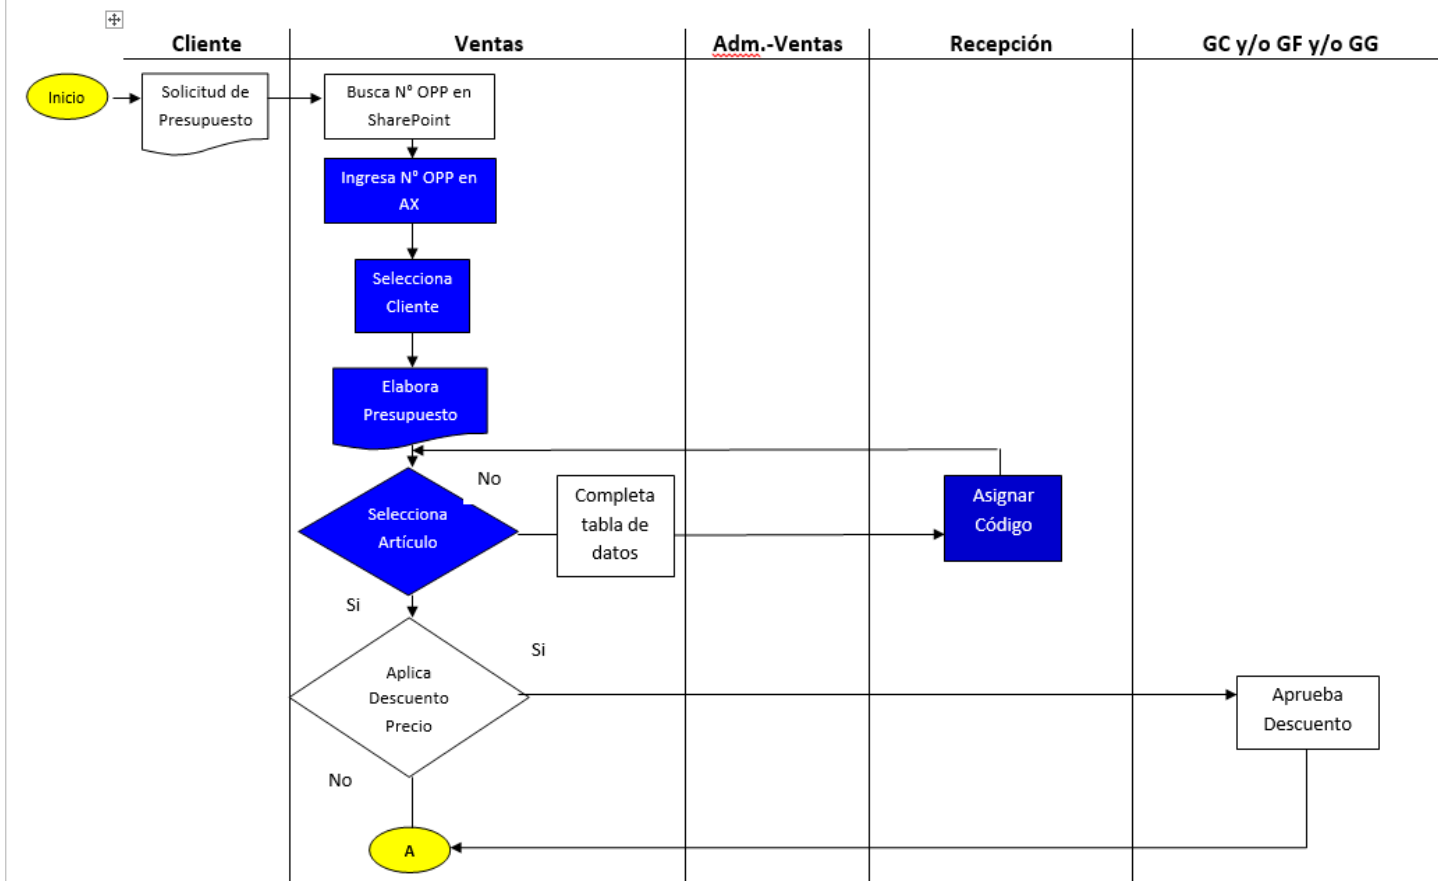 Cliente
Ventas
Adm.-Ventas
Recepción
GC y/o GF y/o GG
Inicio
Solicitud de
Presupuesto
Busca N° OPP en
SharePoint
Ingresa N° OPP en
AX
Selecciona
Cliente
Elabora
Presupuesto
No
Selecciona
Artículo
Completa
tabla de
datos
Asignar
Código
Si
Si
Aplica
Descuento
Precio
Aprueba
Descuento
No
A